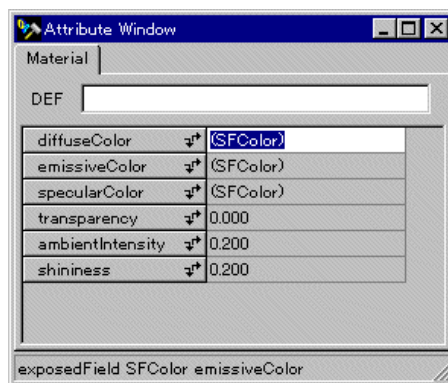 Attribute Window
Material
DEF
diffuseColor (SFColor)
emissiveColor (SFColor)
specularColor (SFColor)
transparency 0.000
ambientIntensity 0.200
shininess 0.200
exposedField SFColor emissiveColor